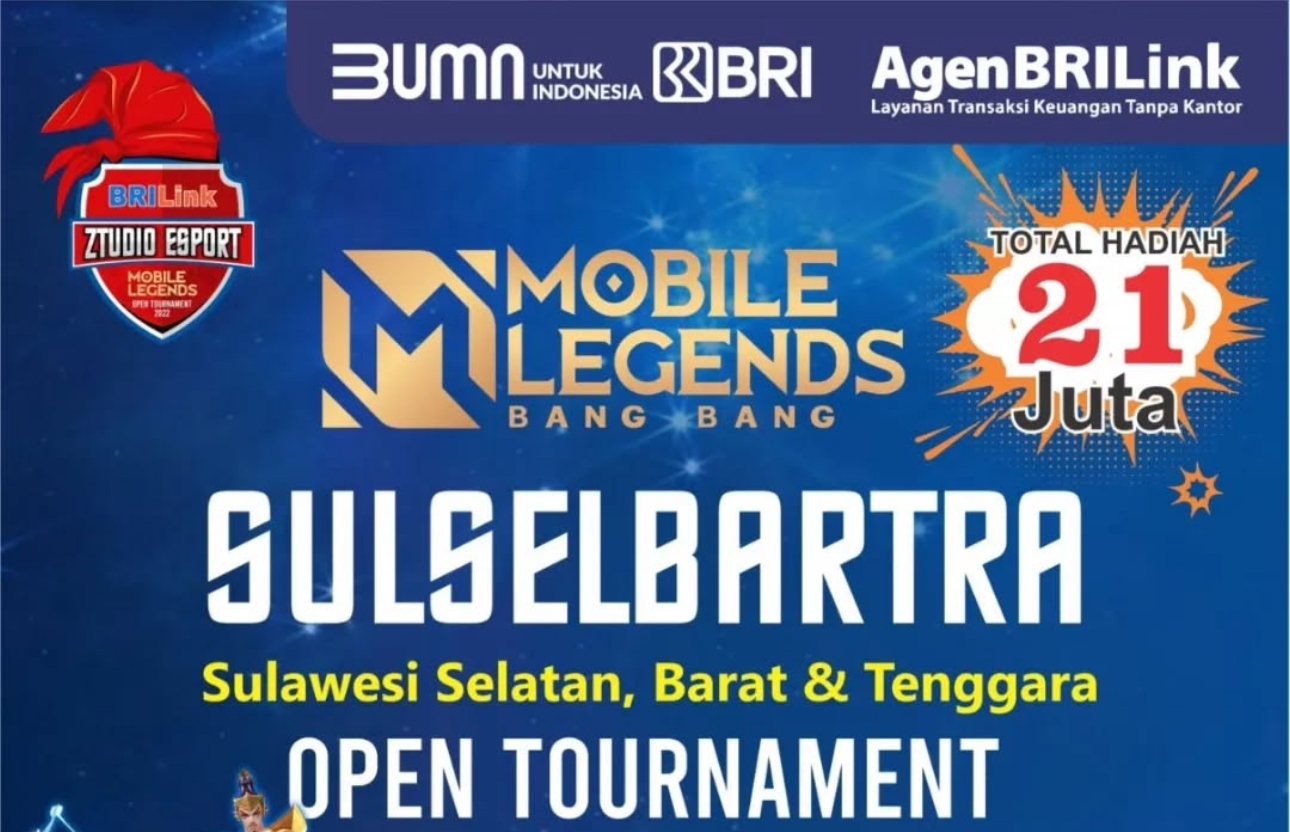 BUMN UNTUK INDONESIA
BRI
AgenBRILink
Layanan Transaksi Keuangan Tanpa Kantor
BRILink
ZTUDIO ESPORT
MOBILE
LEGENDS
OPEN TOURNAMENT
2022
MOBILE
LEGENDS
BANG BANG
TOTAL HADIAH
21
Juta
SULSELBARTRA
Sulawesi Selatan, Barat & Tenggara
OPEN TOURNAMENT